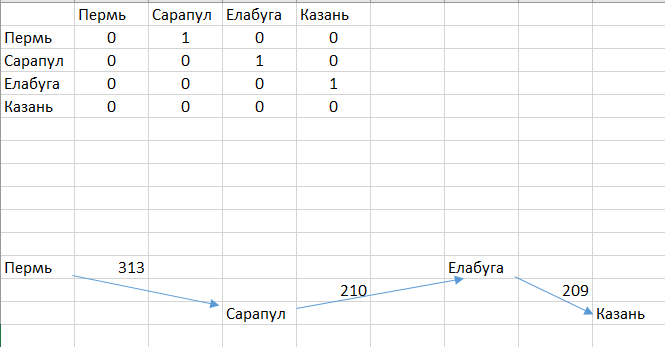 Пермь Сарапул Елабуга Казань
Пермь 0 1 0 0
Сарапул 0 0 1 0
Елабуга 0 0 0 1
Казань 0 0 0 0
Пермь 313 Елабуга
210 209
Сарапул Казань